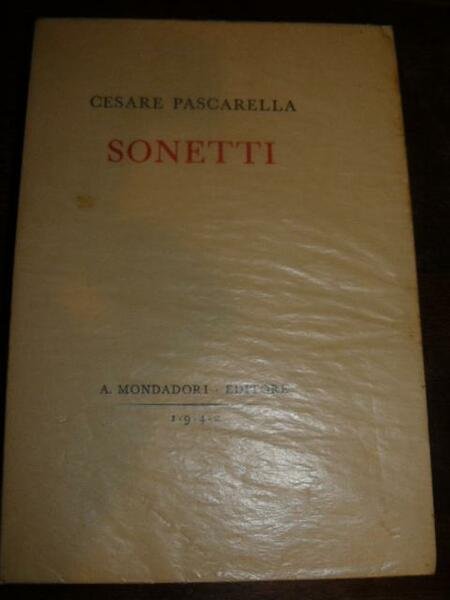 CESARE PASCARELLA
SONETTI
A. MONDADORI · EDITORE
1·9·4·2